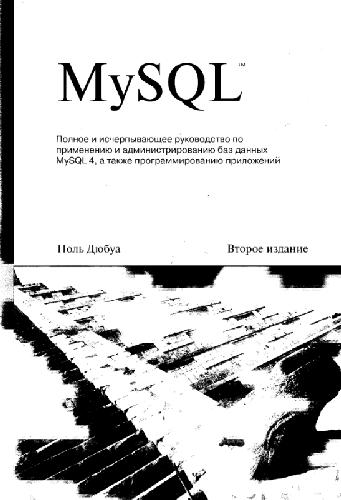 MySQL™
Полное и исчерпывающее руководство по
применению и администрированию баз данных
MySQL 4, а также программированию приложений
Поль Дюбуа Второе издание